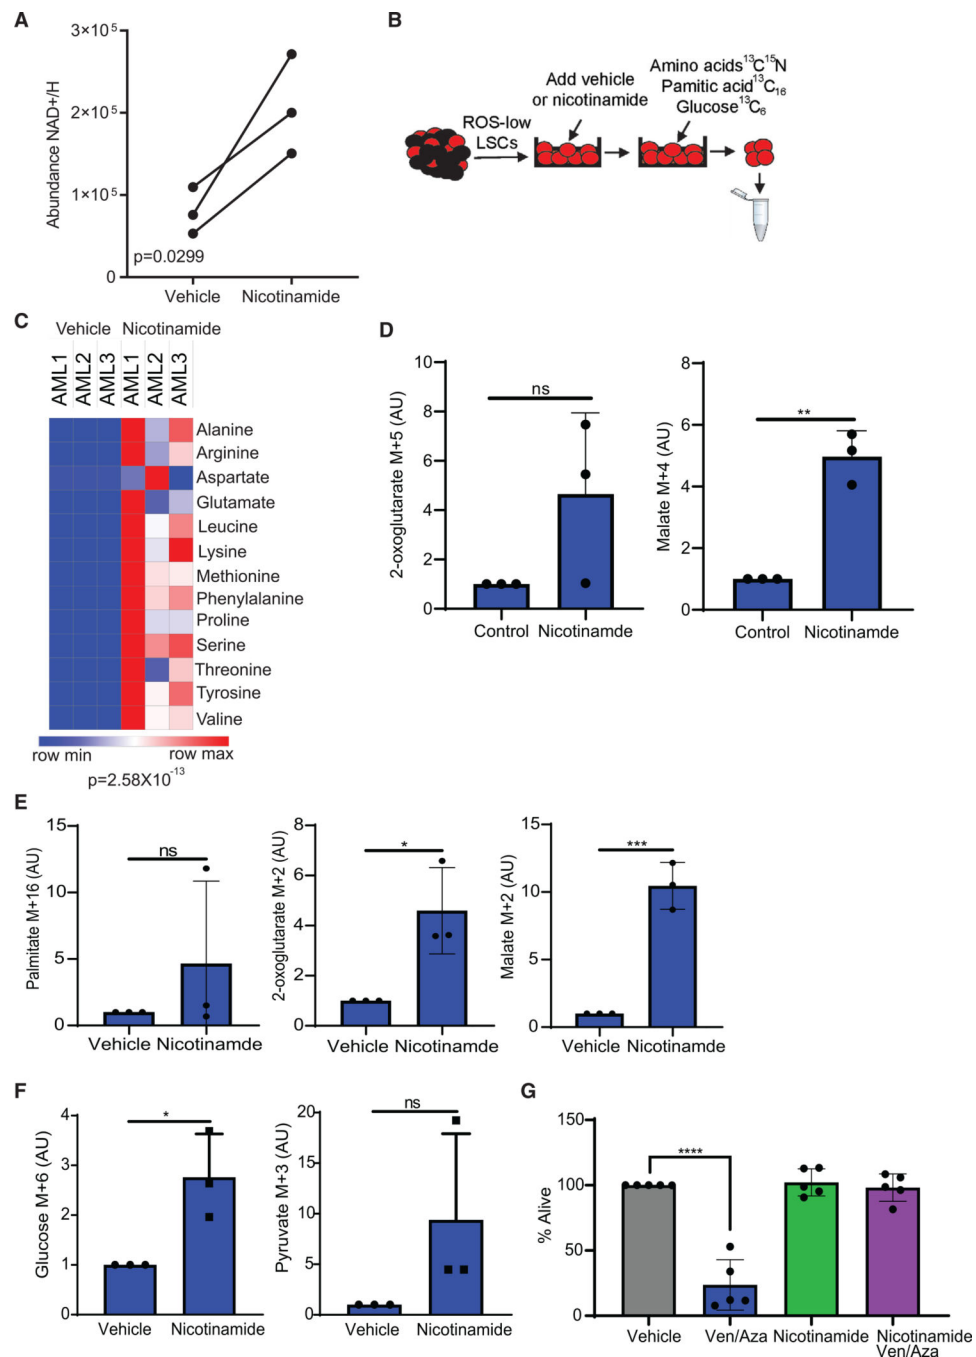 A
3×10⁵
2×10⁵
1×10⁵
0
Abundance NAD+/H
p=0.0299
Vehicle
Nicotinamide
B
ROS-low
LSCs
Add vehicle
or nicotinamide
Amino acids¹³C¹⁵N
Pamitic acid¹³C₁₆
Glucose¹³C₆
C
Vehicle Nicotinamide
AML1 AML2 AML3 AML1 AML2 AML3
Alanine
Arginine
Aspartate
Glutamate
Leucine
Lysine
Methionine
Phenylalanine
Proline
Serine
Threonine
Tyrosine
Valine
row min row max
p=2.58X10⁻¹³
D
2-oxoglutarate M+5 (AU)
10
8
6
4
2
0
ns
Control Nicotinamde
Malate M+4 (AU)
8
6
4
2
0
**
Control Nicotinamde
E
Palmitate M+16 (AU)
15
10
5
0
ns
Vehicle Nicotinamde
2-oxoglutarate M+2 (AU)
8
6
4
2
0
*
Vehicle Nicotinamde
Malate M+2 (AU)
15
10
5
0
***
Vehicle Nicotinamde
F
Glucose M+6 (AU)
4
3
2
1
0
*
Vehicle Nicotinamide
Pyruvate M+3 (AU)
20
15
10
5
0
ns
Vehicle Nicotinamide
G
% Alive
150
100
50
0
****
Vehicle Ven/Aza Nicotinamide Nicotinamide
Ven/Aza